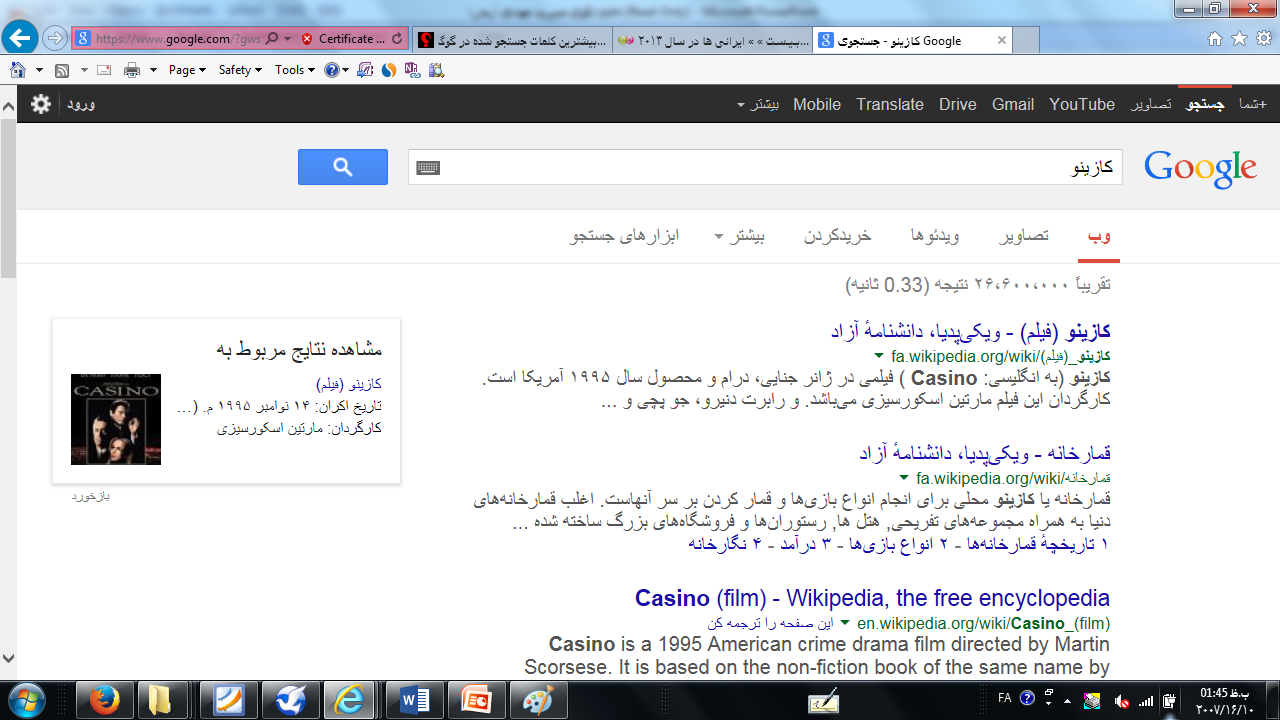 https://www.google.com/?gws
Certificate ...
بیشترین کلمات جستجو شده در گوگ...
بیبیست » » ایرانی ها در سال ۲۰۱۳...
کازینو - جستجوی Google
Page
Safety
Tools
+شما جستجو تصاویر YouTube Gmail Drive Translate Mobile بیشتر
ورود
Google
کازینو
وب تصاویر ویدئوها خریدکردن بیشتر ابزارهای جستجو
تقریباً ۲۶،۶۰۰،۰۰۰ نتیجه (0.33 ثانیه)
کازینو (فیلم) - ویکی‌پدیا، دانشنامهٔ آزاد
fa.wikipedia.org/wiki/کازینو_(فیلم)
کازینو (به انگلیسی: Casino ) فیلمی در ژانر جنایی، درام و محصول سال ۱۹۹۵ آمریکا است.
کارگردان این فیلم مارتین اسکورسیزی می‌باشد. و رابرت دنیرو، جو پچی و ...
قمارخانه - ویکی‌پدیا، دانشنامهٔ آزاد
fa.wikipedia.org/wiki/قمارخانه
قمارخانه یا کازینو محلی برای انجام انواع بازی‌ها و قمار کردن بر سر آنهاست. اغلب قمارخانه‌های
دنیا به همراه مجموعه‌های تفریحی, هتل ها, رستوران‌ها و فروشگاه‌های بزرگ ساخته شده ...
۱ تاریخچهٔ قمارخانه‌ها - ۲ انواع بازی‌ها - ۳ درآمد - ۴ نگارخانه
Casino (film) - Wikipedia, the free encyclopedia
en.wikipedia.org/wiki/Casino_(film) این صفحه را ترجمه کن
Casino is a 1995 American crime drama film directed by Martin
Scorsese. It is based on the non-fiction book of the same name by
مشاهده نتایج مربوط به
کازینو (فیلم)
تاریخ اکران: ۱۴ نوامبر ۱۹۹۵ م. (...
کارگردان: مارتین اسکورسیزی
CASINO
بازخورد
FA
01:45 ب.ظ
۲۰۰۷/۱۶/۱۰